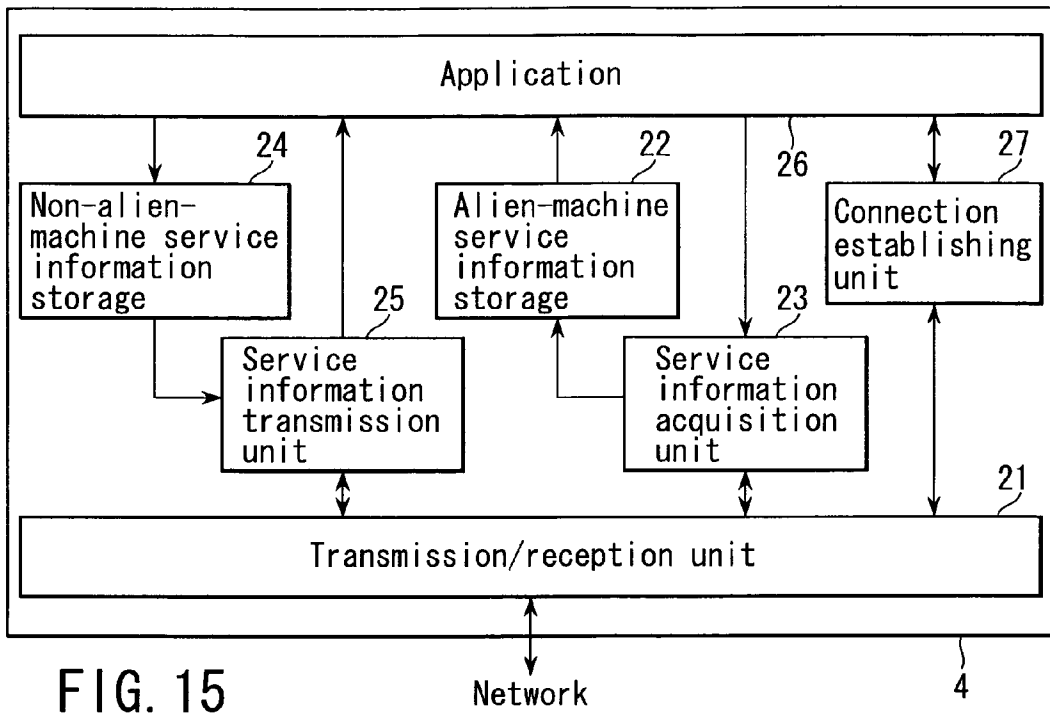 Application
24
22
26
27
Non-alien-
machine service
information
storage
Alien-machine
service
information
storage
Connection
establishing
unit
25
23
Service
information
transmission
unit
Service
information
acquisition
unit
21
Transmission/reception unit
FIG. 15
Network
4